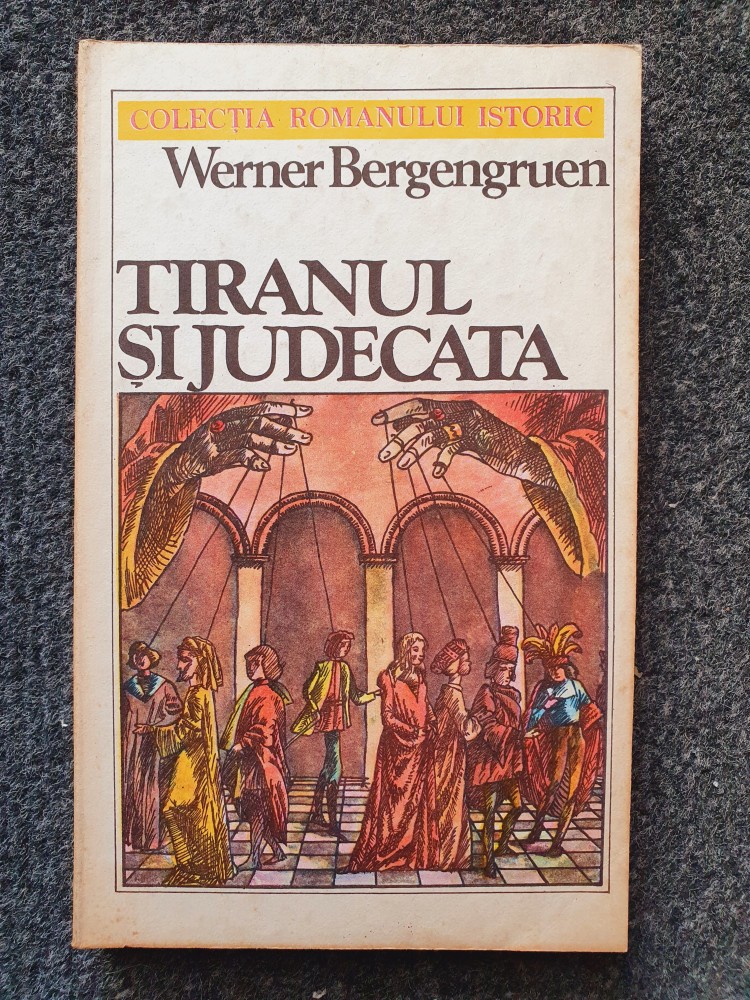 COLECȚIA ROMANULUI ISTORIC
Werner Bergengruen
TIRANUL
ȘI JUDECATA